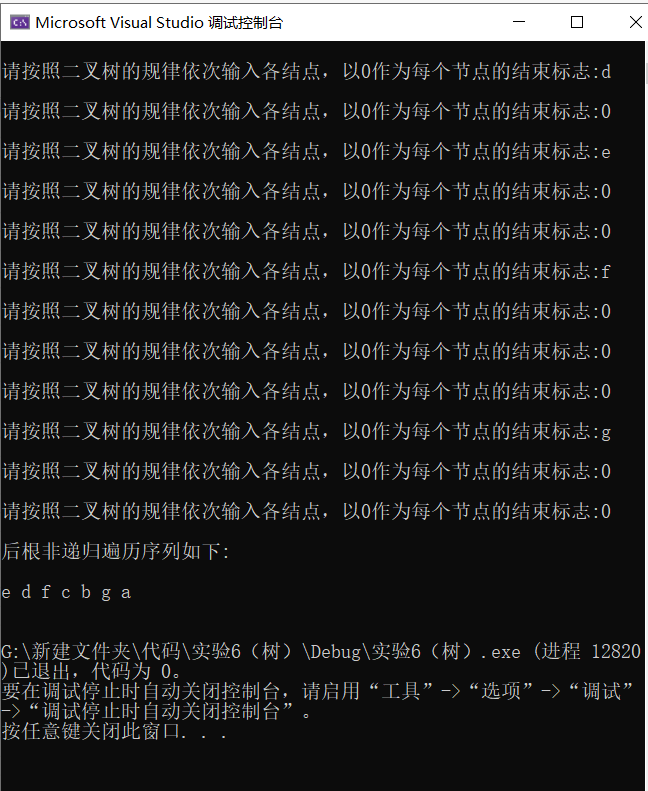 Microsoft Visual Studio 调试控制台
请按照二叉树的规律依次输入各结点，以0作为每个节点的结束标志:d
请按照二叉树的规律依次输入各结点，以0作为每个节点的结束标志:0
请按照二叉树的规律依次输入各结点，以0作为每个节点的结束标志:e
请按照二叉树的规律依次输入各结点，以0作为每个节点的结束标志:0
请按照二叉树的规律依次输入各结点，以0作为每个节点的结束标志:0
请按照二叉树的规律依次输入各结点，以0作为每个节点的结束标志:f
请按照二叉树的规律依次输入各结点，以0作为每个节点的结束标志:0
请按照二叉树的规律依次输入各结点，以0作为每个节点的结束标志:0
请按照二叉树的规律依次输入各结点，以0作为每个节点的结束标志:0
请按照二叉树的规律依次输入各结点，以0作为每个节点的结束标志:g
请按照二叉树的规律依次输入各结点，以0作为每个节点的结束标志:0
请按照二叉树的规律依次输入各结点，以0作为每个节点的结束标志:0
后根非递归遍历序列如下:
e d f c b g a
G:\新建文件夹\代码\实验6（树）\Debug\实验6（树）.exe (进程 12820
)已退出，代码为 0。
要在调试停止时自动关闭控制台，请启用“工具”->“选项”->“调试”
->“调试停止时自动关闭控制台”。
按任意键关闭此窗口. . .